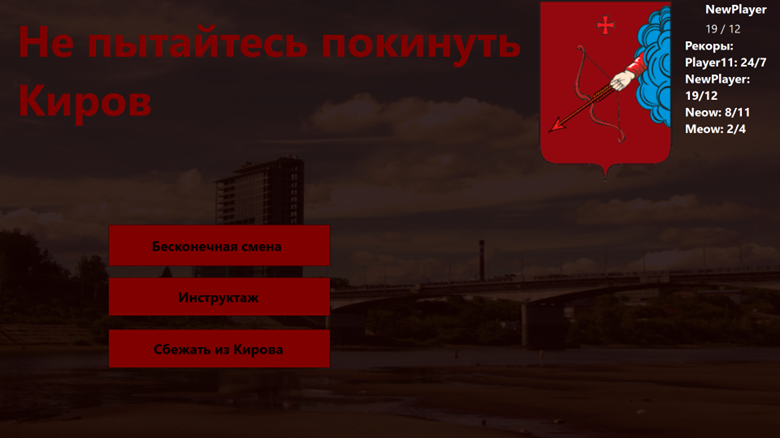 Не пытайтесь покинуть
Киров
NewPlayer
19 / 12
Рекоры:
Player11: 24/7
NewPlayer:
19/12
Neow: 8/11
Meow: 2/4
Бесконечная смена
Инструктаж
Сбежать из Кирова